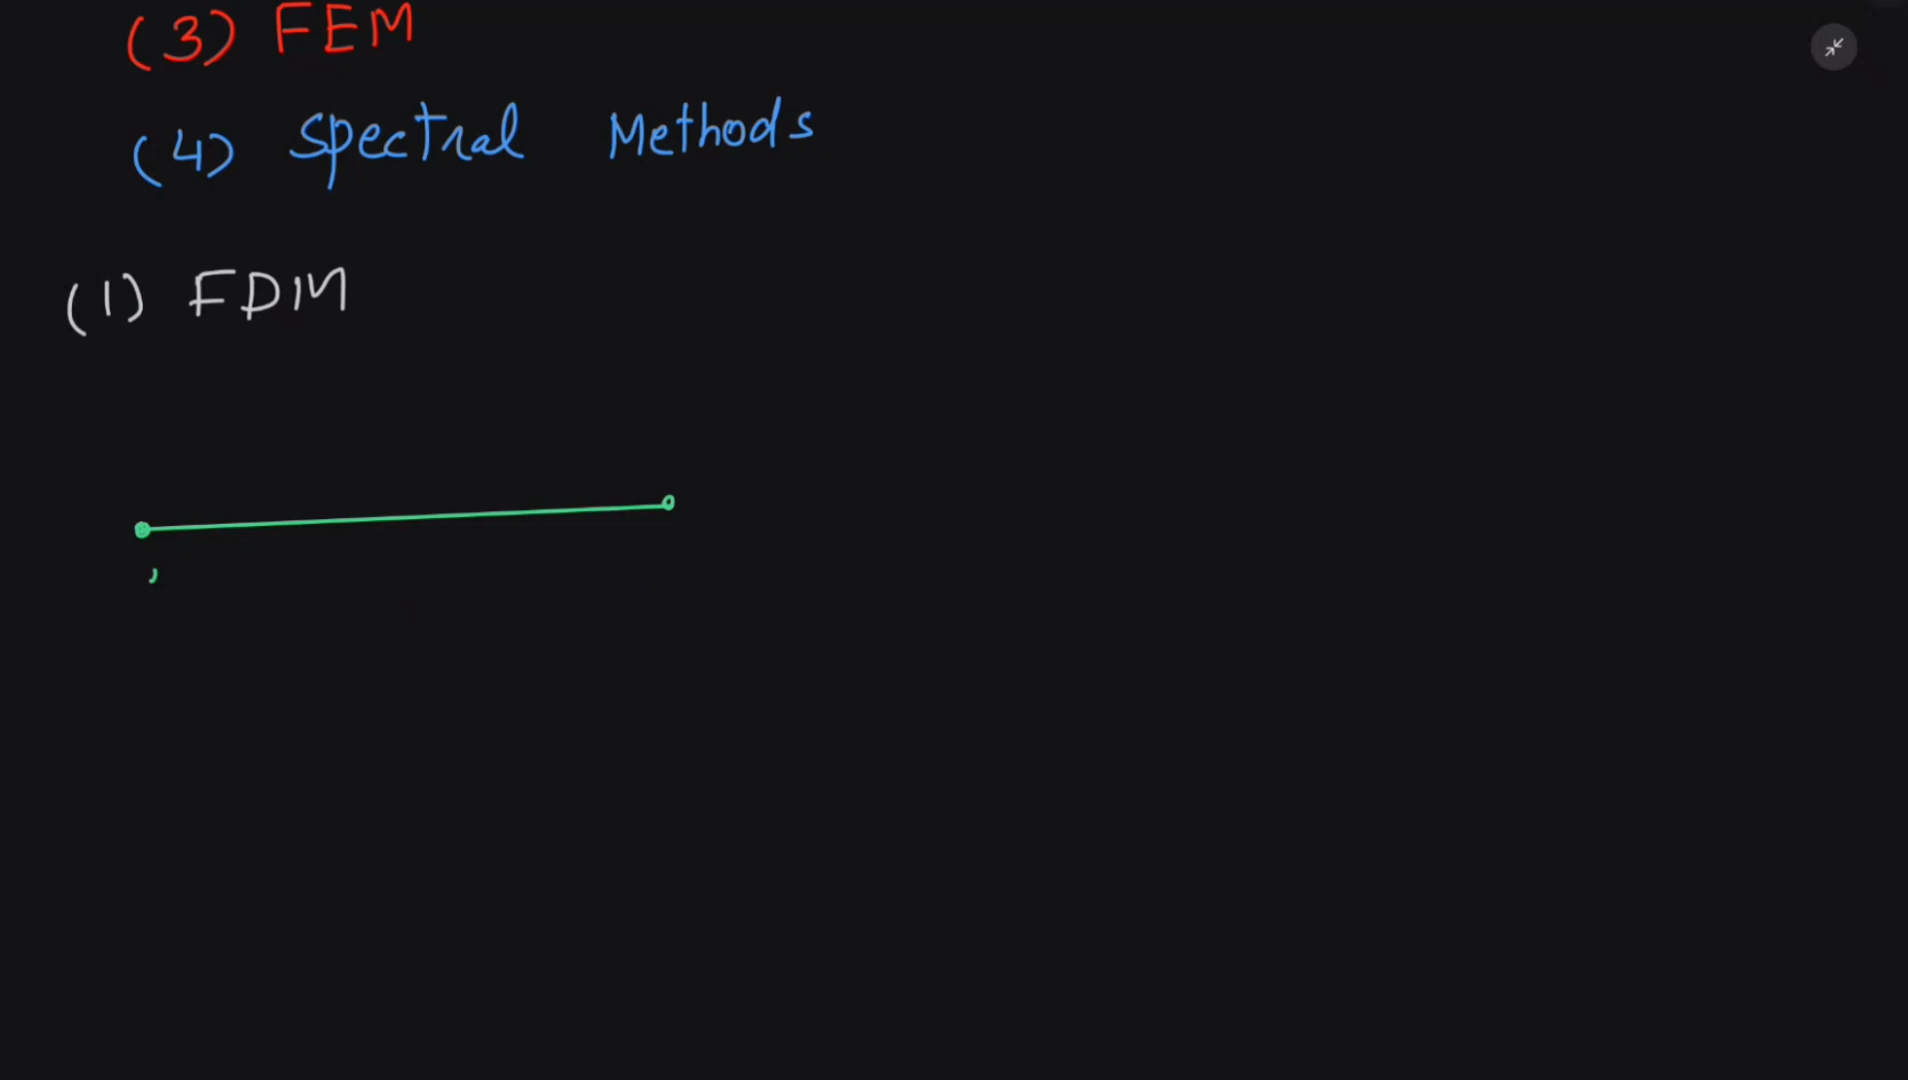 (3) FEM
(4) Spectral Methods
(1) FDM